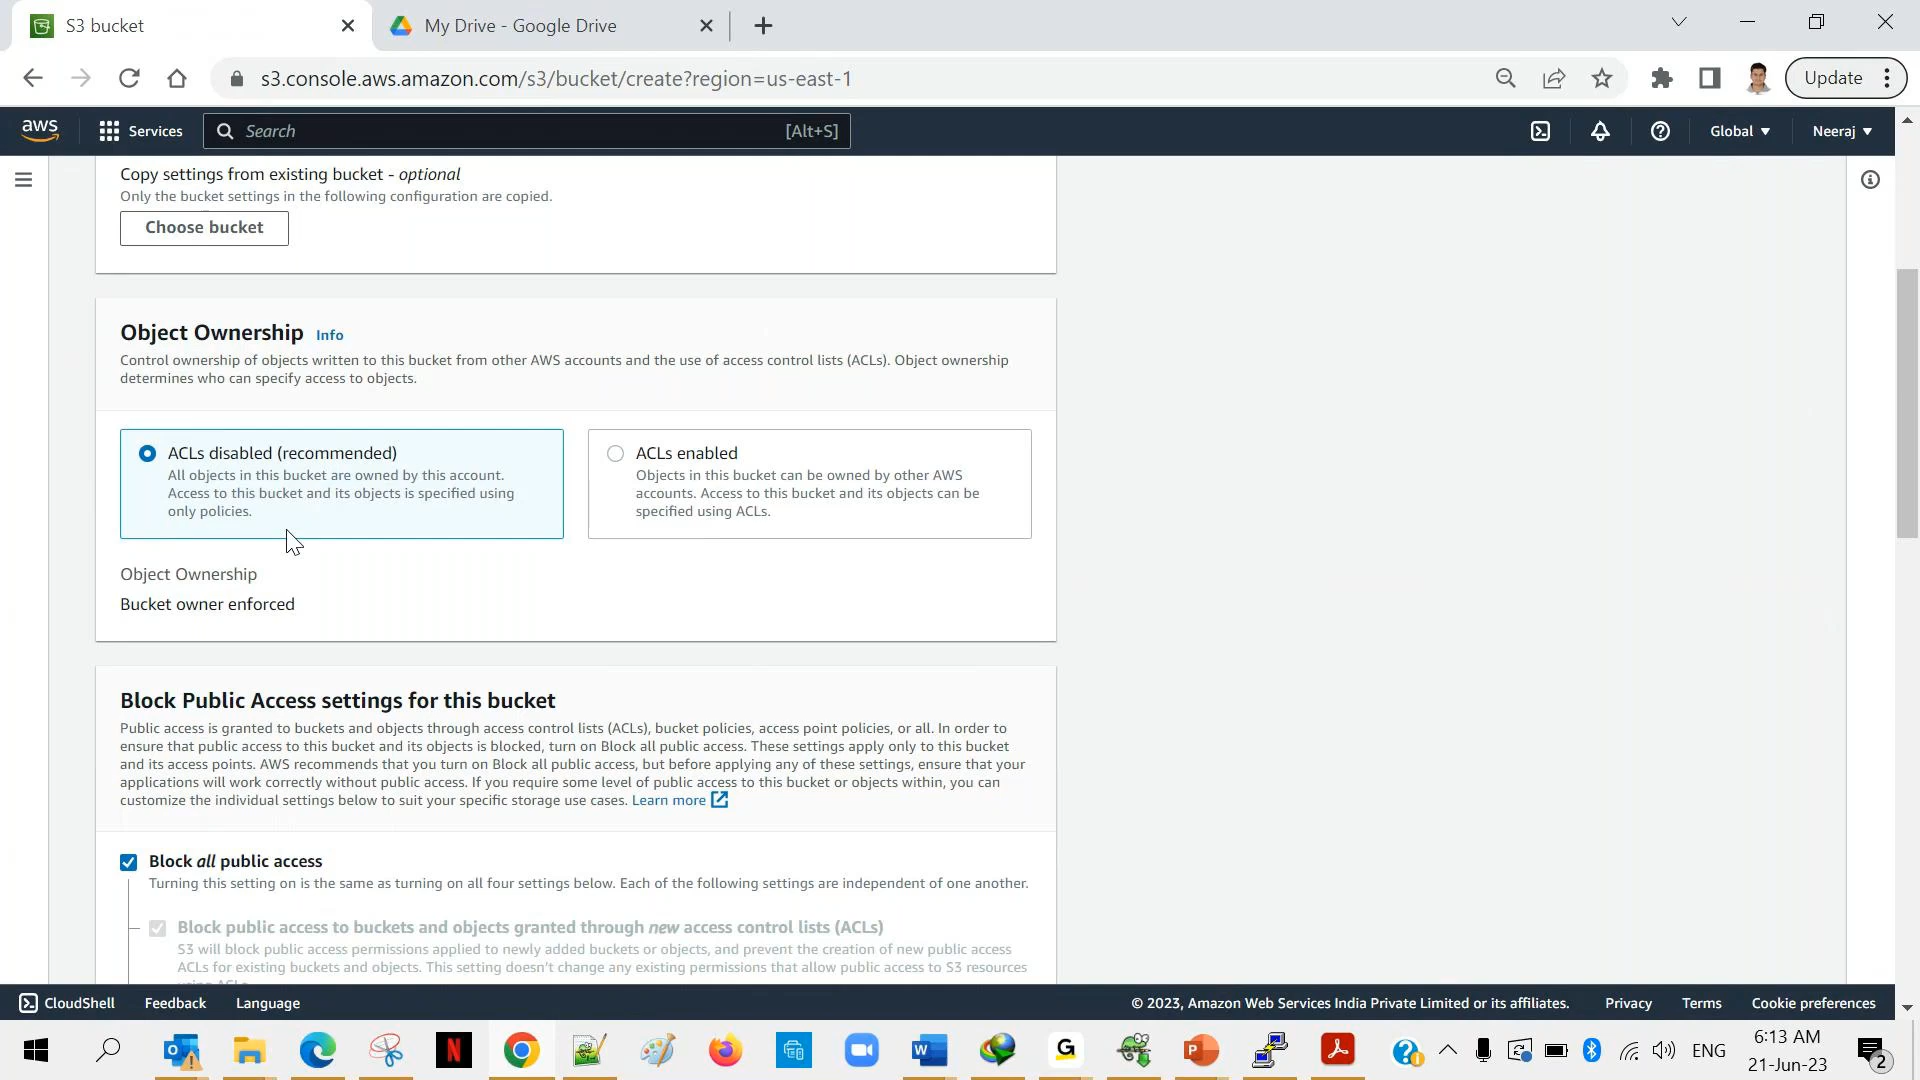 S3 bucket
My Drive - Google Drive
s3.console.aws.amazon.com/s3/bucket/create?region=us-east-1
Update
aws
Services
Search
[Alt+S]
Global
Neeraj
Copy settings from existing bucket - optional
Only the bucket settings in the following configuration are copied.
Choose bucket
Object Ownership Info
Control ownership of objects written to this bucket from other AWS accounts and the use of access control lists (ACLs). Object ownership
determines who can specify access to objects.
ACLs disabled (recommended)
All objects in this bucket are owned by this account.
Access to this bucket and its objects is specified using
only policies.
ACLs enabled
Objects in this bucket can be owned by other AWS
accounts. Access to this bucket and its objects can be
specified using ACLs.
Object Ownership
Bucket owner enforced
Block Public Access settings for this bucket
Public access is granted to buckets and objects through access control lists (ACLs), bucket policies, access point policies, or all. In order to
ensure that public access to this bucket and its objects is blocked, turn on Block all public access. These settings apply only to this bucket
and its access points. AWS recommends that you turn on Block all public access, but before applying any of these settings, ensure that your
applications will work correctly without public access. If you require some level of public access to this bucket or objects within, you can
customize the individual settings below to suit your specific storage use cases. Learn more
Block all public access
Turning this setting on is the same as turning on all four settings below. Each of the following settings are independent of one another.
Block public access to buckets and objects granted through new access control lists (ACLs)
S3 will block public access permissions applied to newly added buckets or objects, and prevent the creation of new public access
ACLs for existing buckets and objects. This setting doesn't change any existing permissions that allow public access to S3 resources
using ACLs.
CloudShell
Feedback
Language
© 2023, Amazon Web Services India Private Limited or its affiliates.
Privacy
Terms
Cookie preferences
N
W
G
P
ENG
6:13 AM
21-Jun-23
2